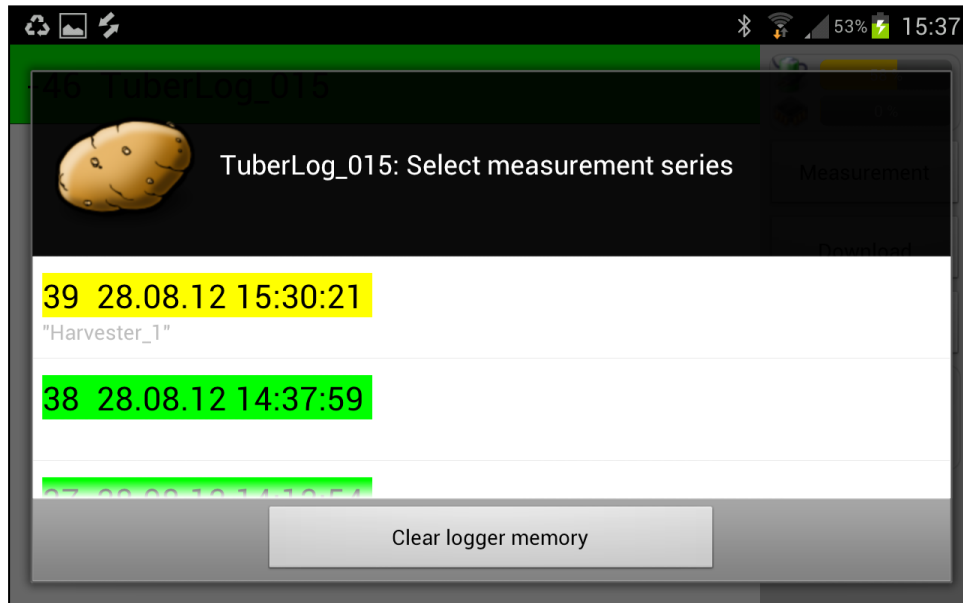 53% 15:37
-46 TuberLog_015
TuberLog_015: Select measurement series
Measurement
Download
39 28.08.12 15:30:21
"Harvester_1"
38 28.08.12 14:37:59
Clear logger memory